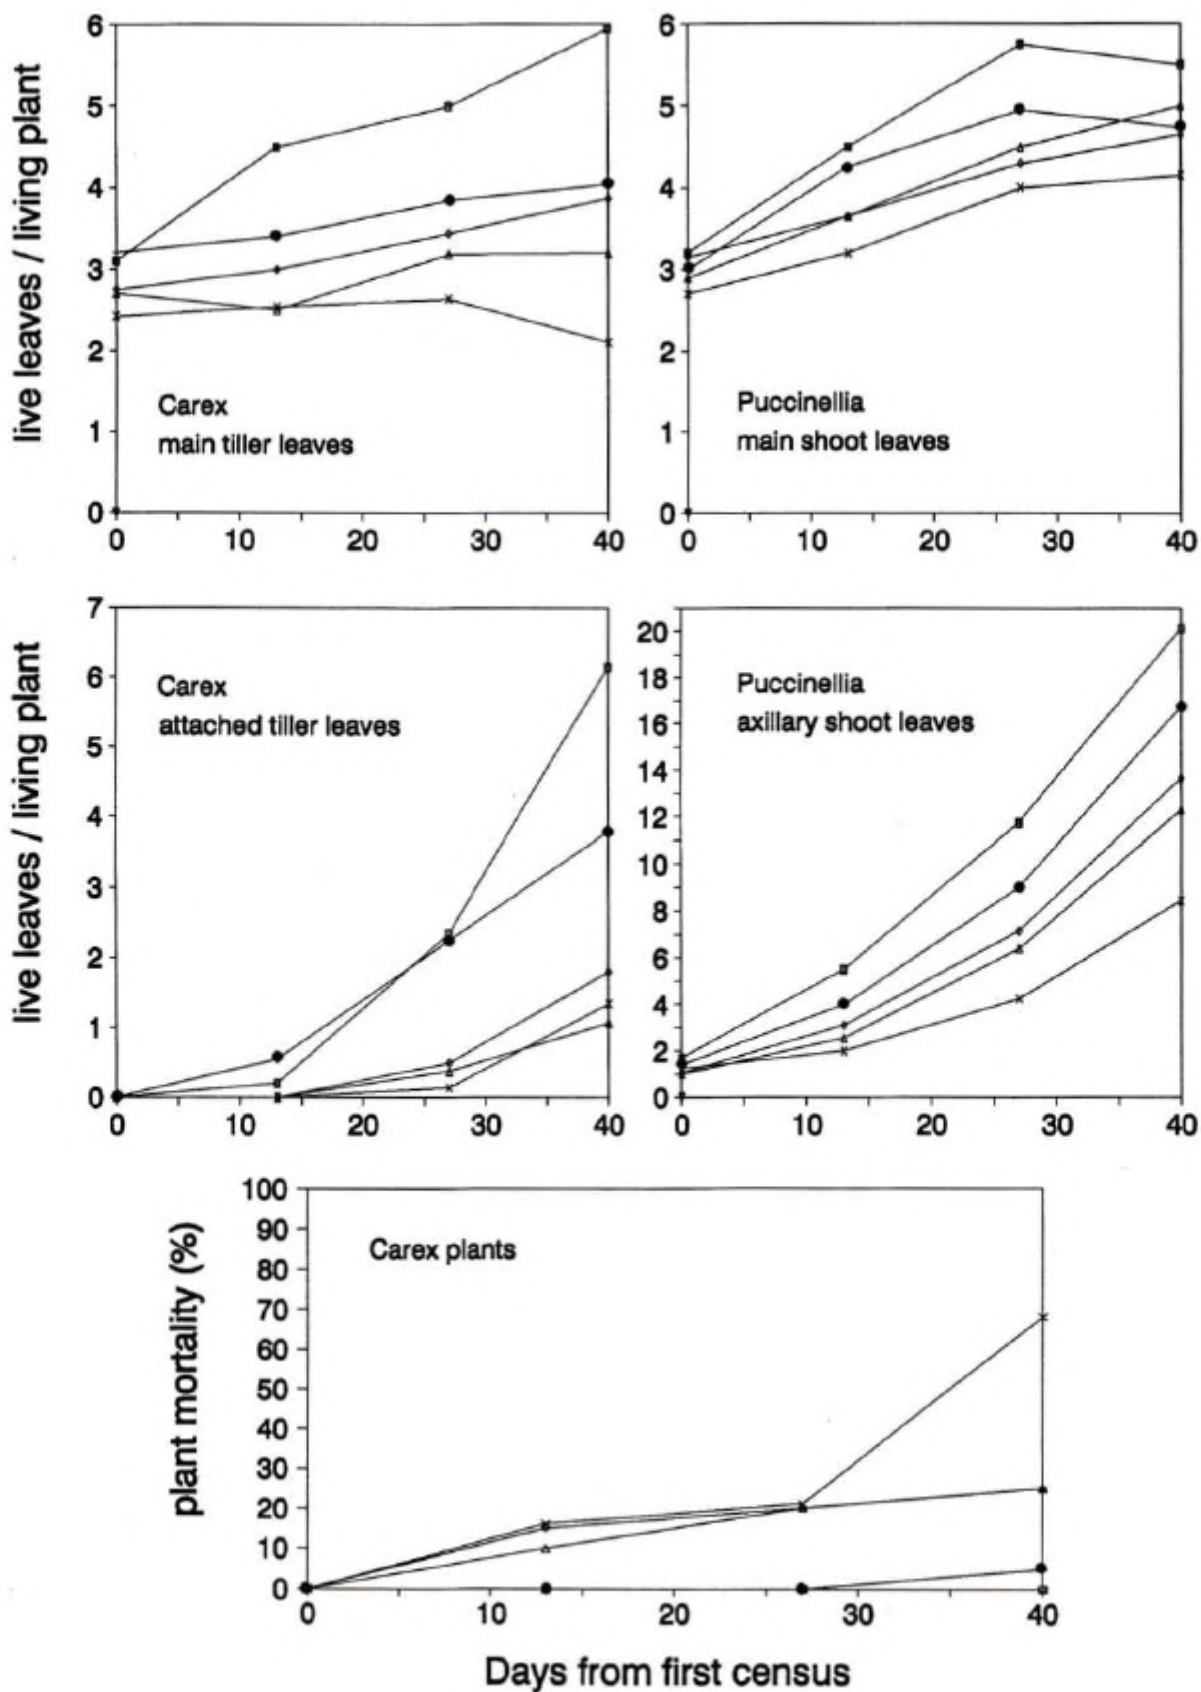 live leaves / living plant
6
5
4
3
2
1
0
Carex
main tiller leaves
0 10 20 30 40
6
5
4
3
2
1
0
Puccinellia
main shoot leaves
0 10 20 30 40
live leaves / living plant
7
6
5
4
3
2
1
0
Carex
attached tiller leaves
0 10 20 30 40
20
18
16
14
12
10
8
6
4
2
0
Puccinellia
axillary shoot leaves
0 10 20 30 40
plant mortality (%)
100
90
80
70
60
50
40
30
20
10
0
Carex plants
0 10 20 30 40
Days from first census